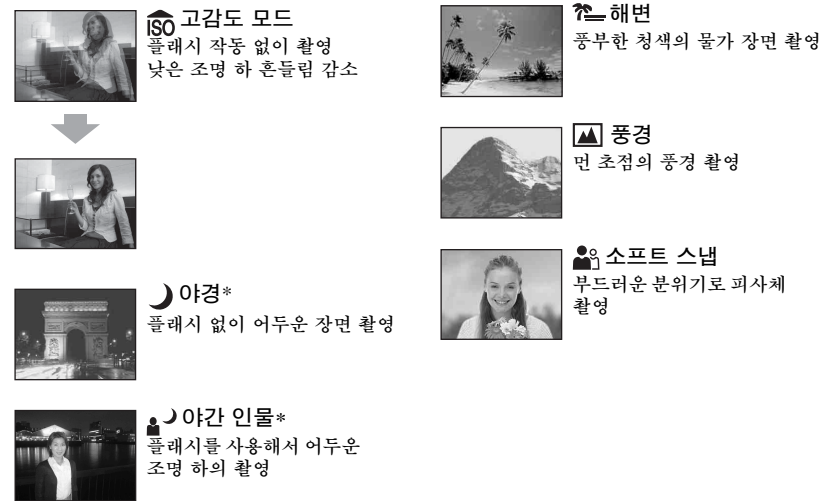 ISO 고감도 모드
플래시 작동 없이 촬영
낮은 조명 하 흔들림 감소
야경*
플래시 없이 어두운 장면 촬영
야간 인물*
플래시를 사용해서 어두운
조명 하의 촬영
해변
풍부한 청색의 물가 장면 촬영
풍경
먼 초점의 풍경 촬영
소프트 스냅
부드러운 분위기로 피사체
촬영